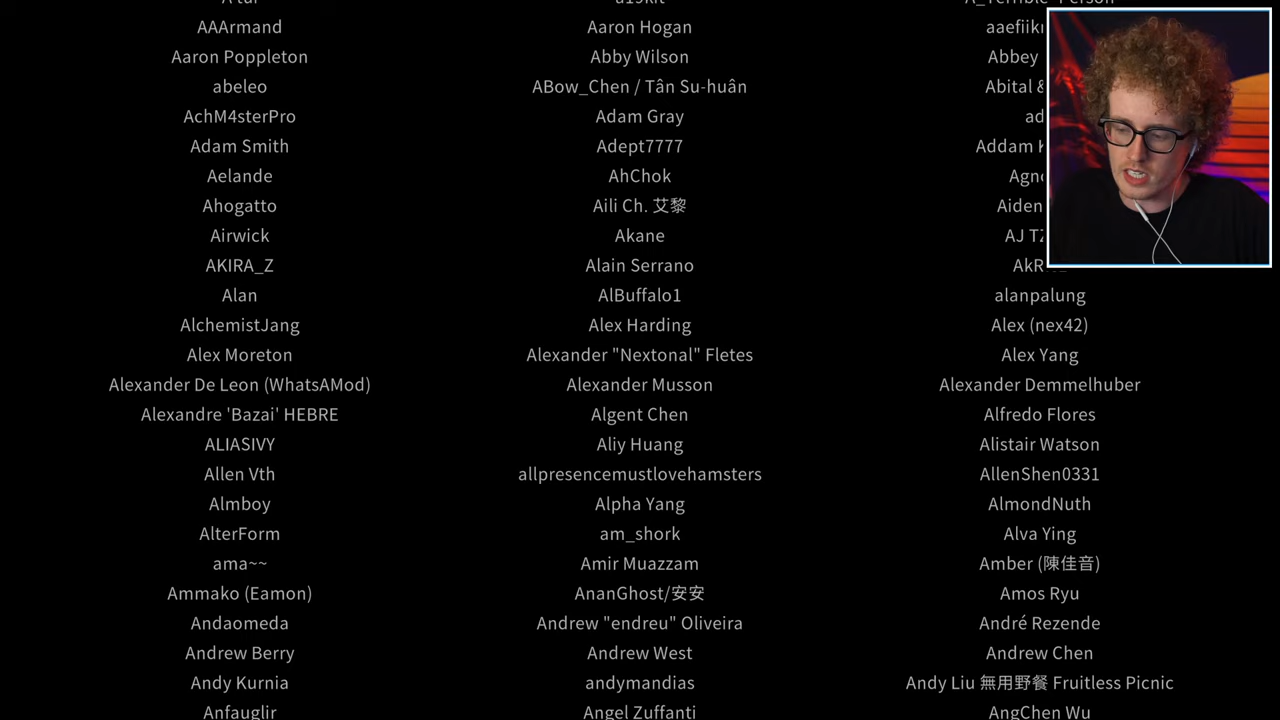 AAArmand Aaron Hogan aaefiik
Aaron Poppleton Abby Wilson Abbey
abeleo ABow_Chen / Tân Su-huân Abital &
AchM4sterPro Adam Gray
Adam Smith Adept7777 Addam
Aelande AhChok
Ahogatto Aili Ch. 艾黎 Aiden
Airwick Akane AJ
AKIRA_Z Alain Serrano
Alan AlBuffalo1 alanpalung
AlchemistJang Alex Harding Alex (nex42)
Alex Moreton Alexander "Nextonal" Fletes Alex Yang
Alexander De Leon (WhatsAMod) Alexander Musson Alexander Demmelhuber
Alexandre 'Bazai' HEBRE Algent Chen Alfredo Flores
ALIASIVY Aliy Huang Alistair Watson
Allen Vth allpresencemustlovehamsters AllenShen0331
Almboy Alpha Yang AlmondNuth
AlterForm am_shork Alva Ying
ama~~ Amir Muazzam Amber (陳佳音)
Ammako (Eamon) AnanGhost/安安 Amos Ryu
Andaomeda Andrew "endreu" Oliveira André Rezende
Andrew Berry Andrew West Andrew Chen
Andy Kurnia andymandias Andy Liu 無用野餐 Fruitless Picnic
Anfauglir Angel Zuffanti AngChen Wu